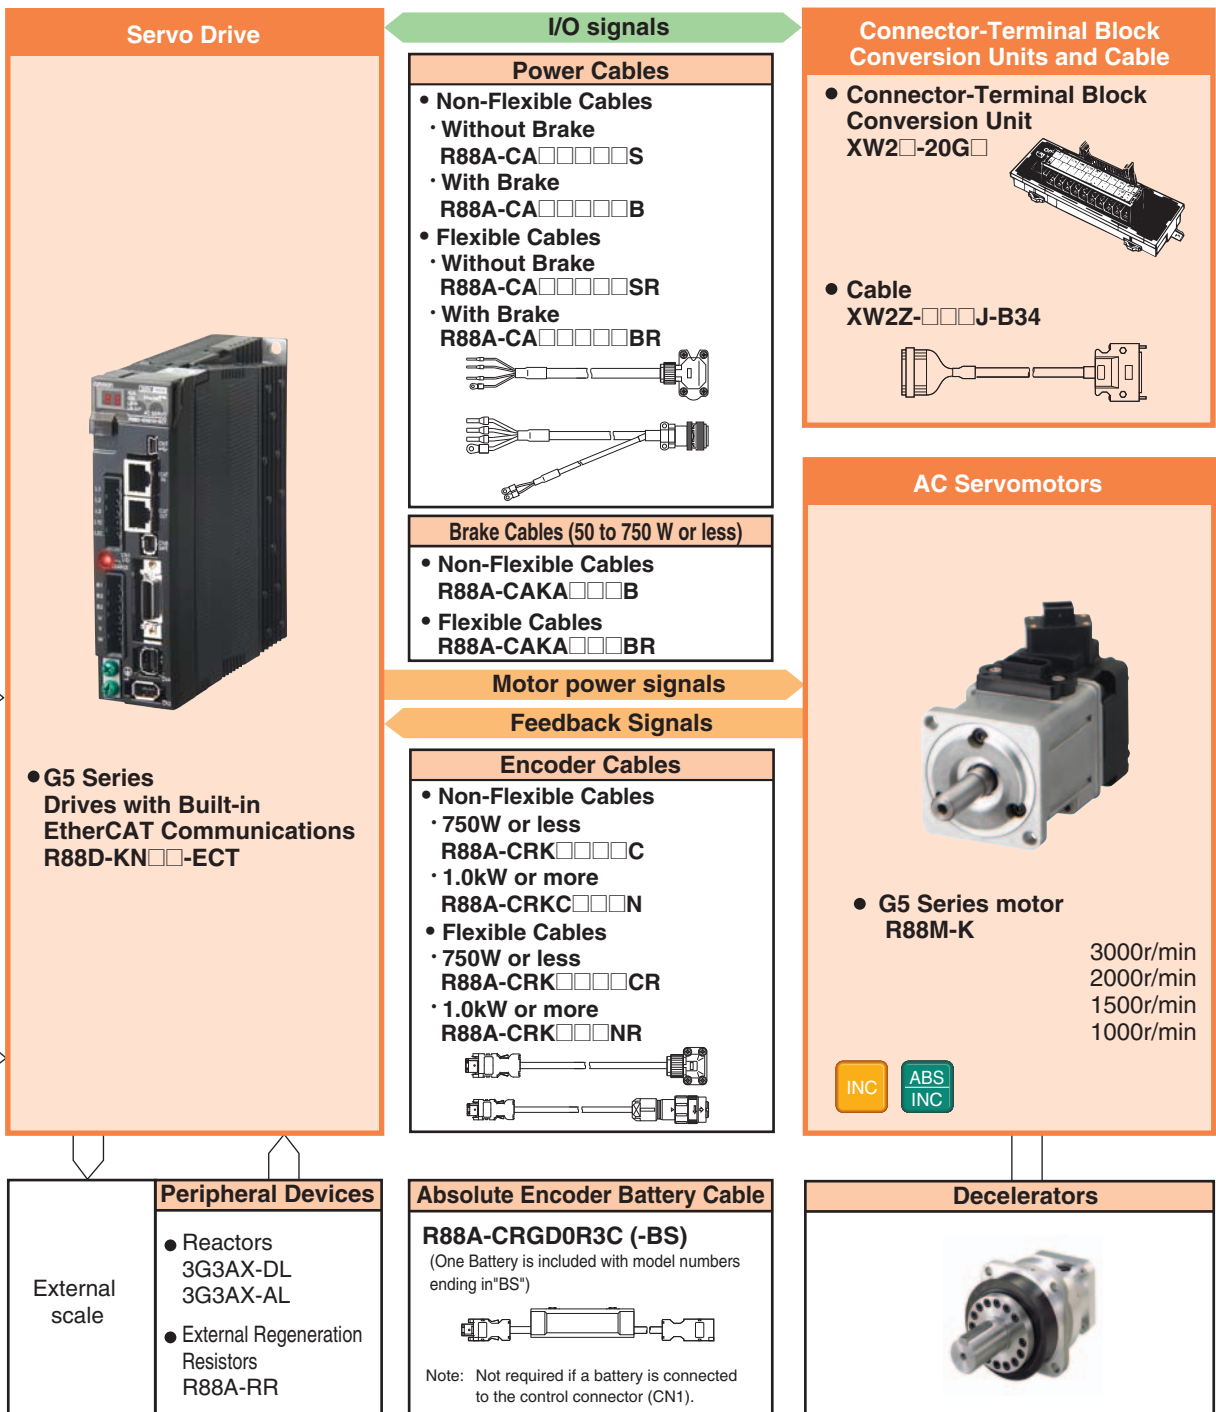 Servo Drive
• G5 Series
Drives with Built-in
EtherCAT Communications
R88D-KN□□-ECT
I/O signals
Power Cables
• Non-Flexible Cables
· Without Brake
R88A-CA□□□□□S
· With Brake
R88A-CA□□□□□B
• Flexible Cables
· Without Brake
R88A-CA□□□□□SR
· With Brake
R88A-CA□□□□□BR
Brake Cables (50 to 750 W or less)
• Non-Flexible Cables
R88A-CAKA□□□B
• Flexible Cables
R88A-CAKA□□□BR
Motor power signals
Feedback Signals
Encoder Cables
• Non-Flexible Cables
· 750W or less
R88A-CRK□□□□C
· 1.0kW or more
R88A-CRKC□□□N
• Flexible Cables
· 750W or less
R88A-CRK□□□□CR
· 1.0kW or more
R88A-CRK□□□NR
Connector-Terminal Block
Conversion Units and Cable
• Connector-Terminal Block
Conversion Unit
XW2□-20G□
• Cable
XW2Z-□□□J-B34
AC Servomotors
• G5 Series motor
R88M-K
3000r/min
2000r/min
1500r/min
1000r/min
INC
ABS
INC
External
scale
Peripheral Devices
• Reactors
3G3AX-DL
3G3AX-AL
• External Regeneration
Resistors
R88A-RR
Absolute Encoder Battery Cable
R88A-CRGD0R3C (-BS)
(One Battery is included with model numbers
ending in"BS")
Note: Not required if a battery is connected
to the control connector (CN1).
Decelerators